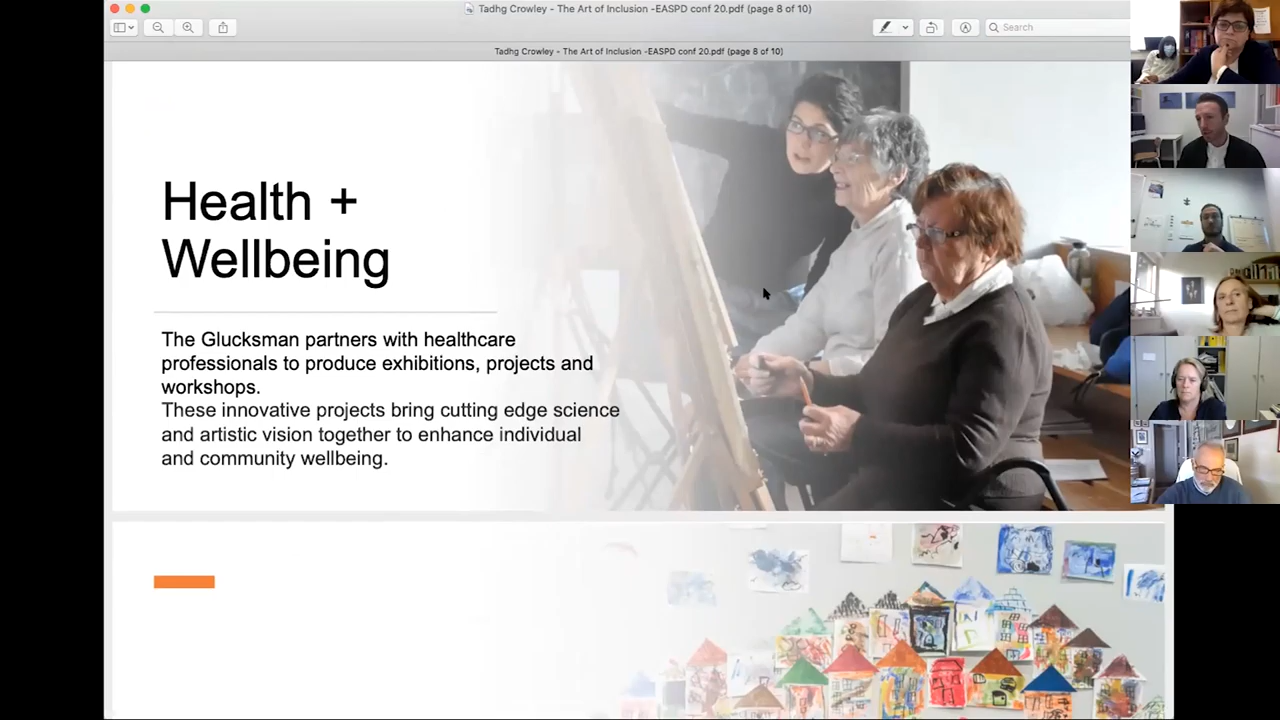 Tadhg Crowley - The Art of Inclusion -EASPD conf 20.pdf (page 8 of 10)
Search
Tadhg Crowley - The Art of Inclusion -EASPD conf 20.pdf (page 8 of 10)
Health +
Wellbeing
The Glucksman partners with healthcare
professionals to produce exhibitions, projects and
workshops.
These innovative projects bring cutting edge science
and artistic vision together to enhance individual
and community wellbeing.